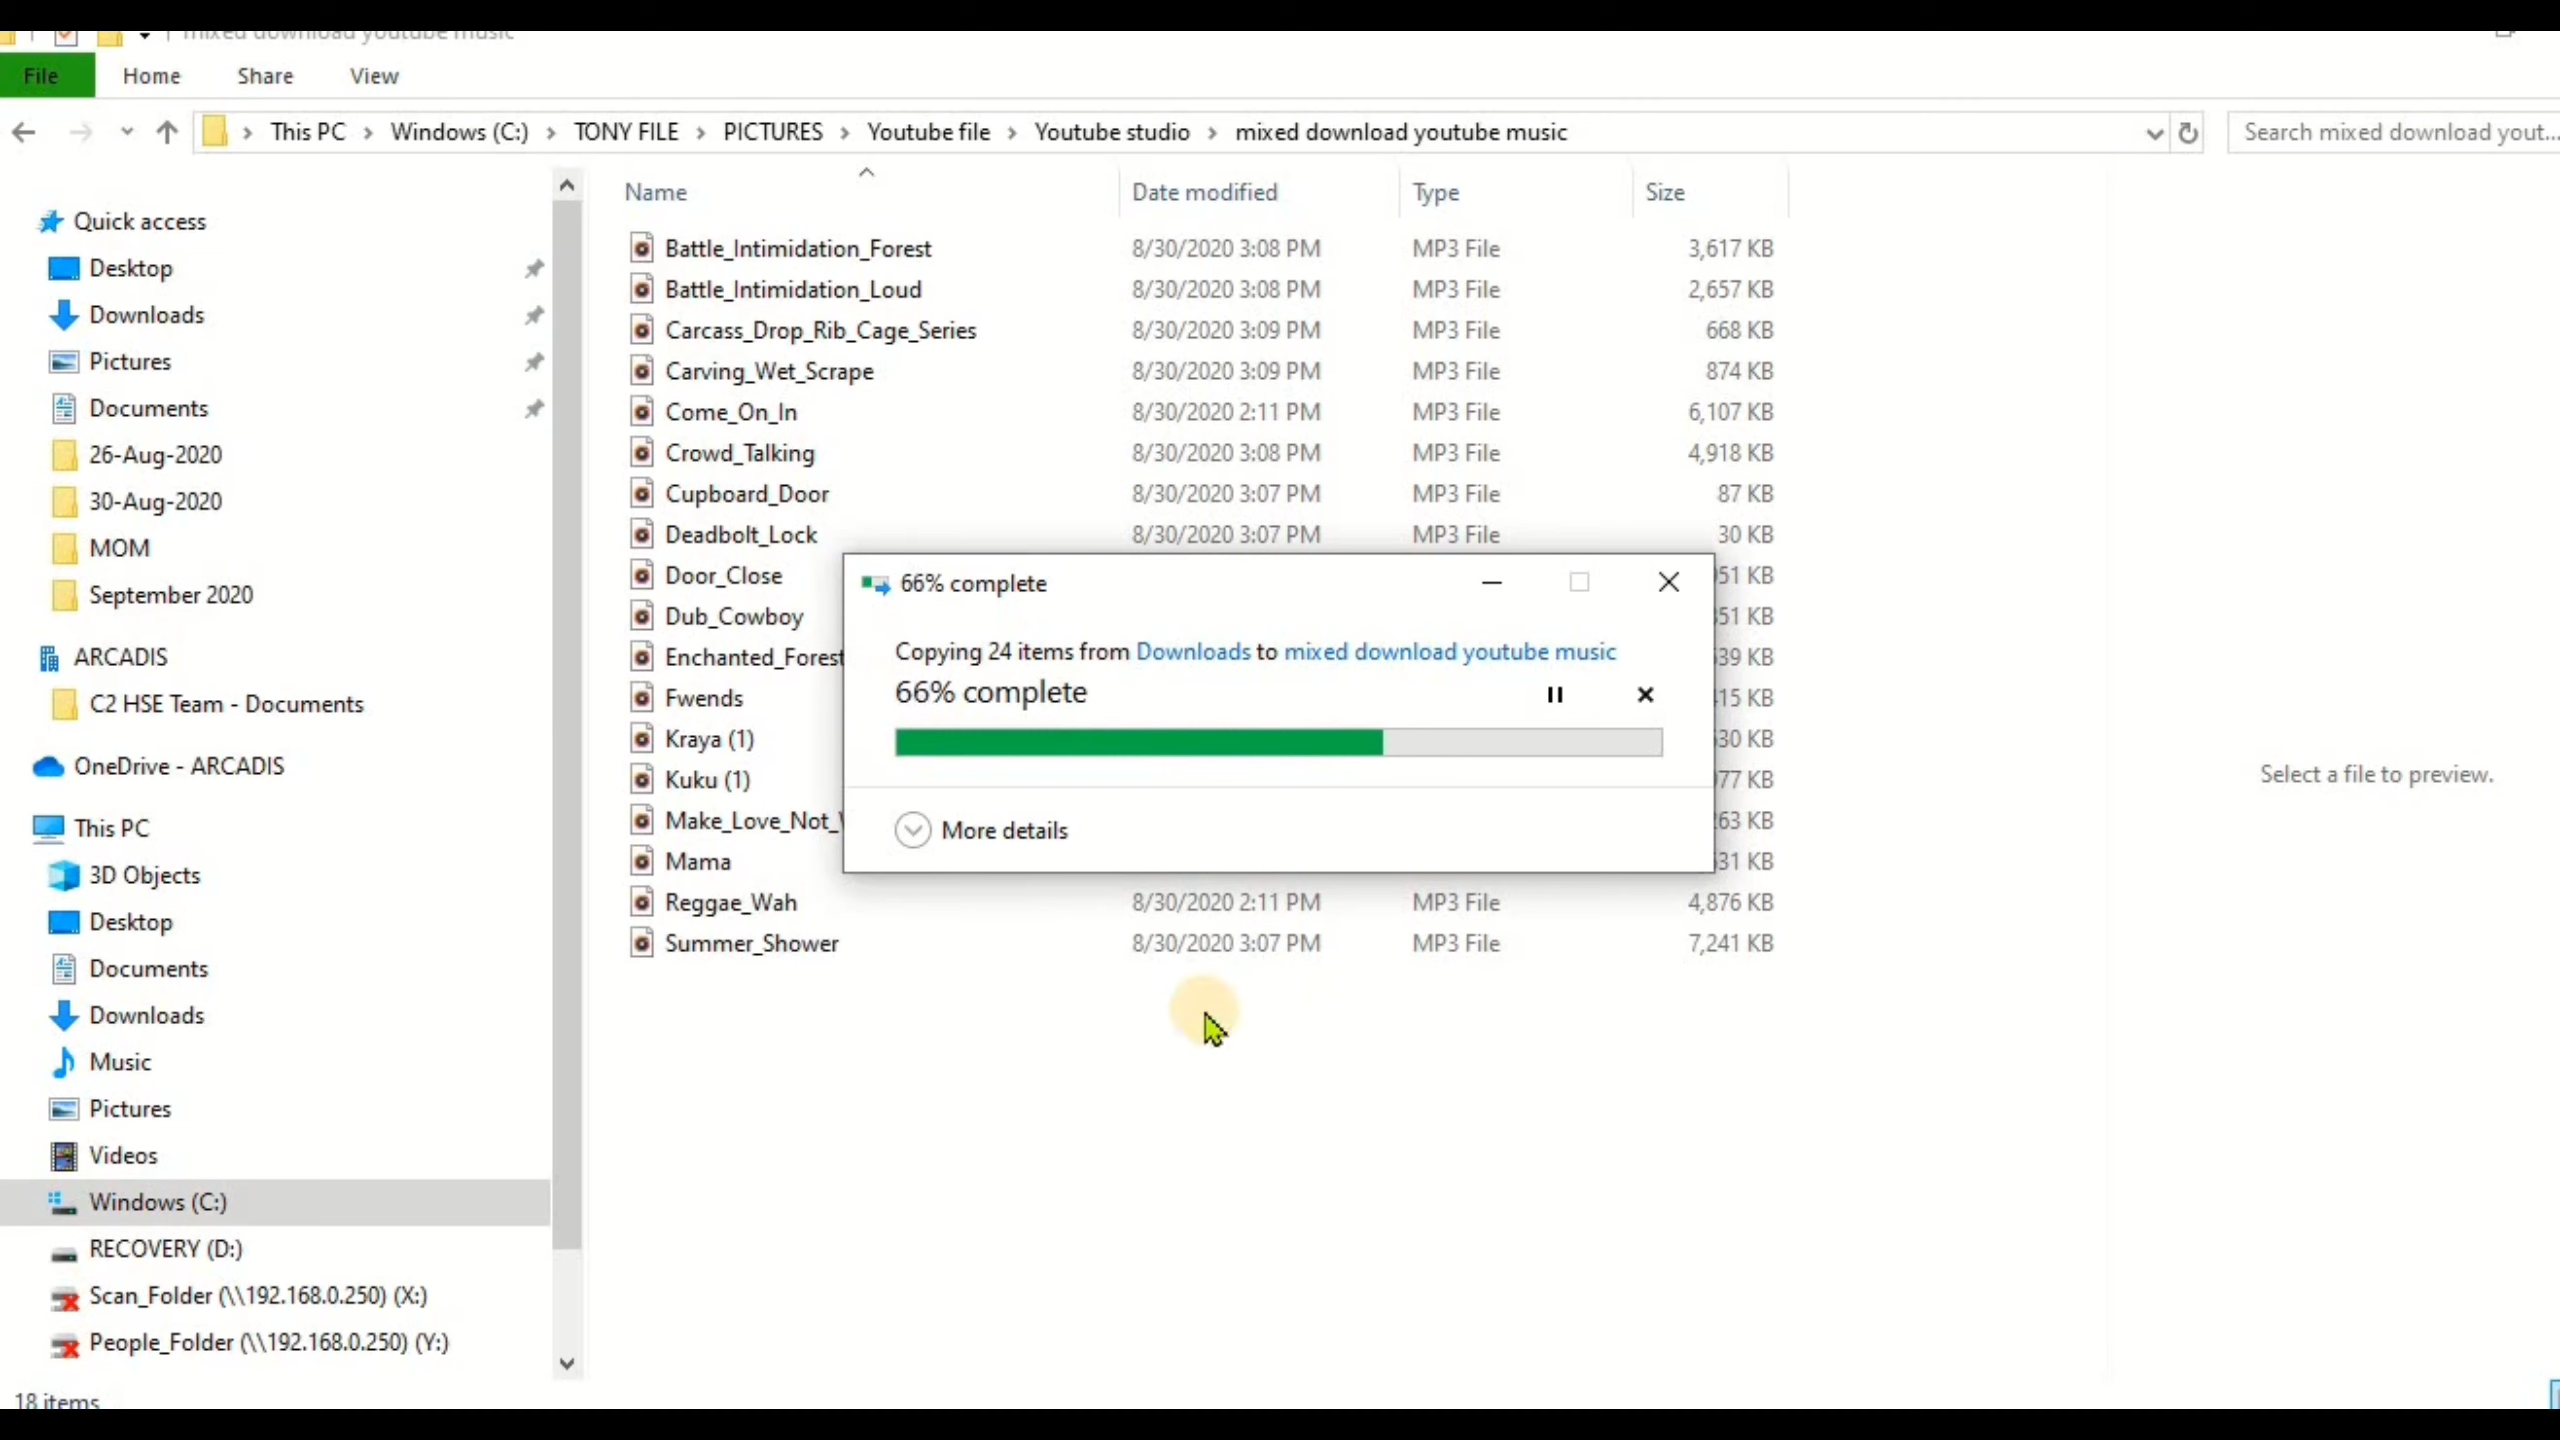 mixed download youtube music
File Home Share View
This PC Windows (C:) TONY FILE PICTURES Youtube file Youtube studio mixed download youtube music
Search mixed download yout...
Name Date modified Type Size
Quick access
Desktop
Downloads
Pictures
Documents
26-Aug-2020
30-Aug-2020
MOM
September 2020
ARCADIS
C2 HSE Team - Documents
OneDrive - ARCADIS
This PC
3D Objects
Desktop
Documents
Downloads
Music
Pictures
Videos
Windows (C:)
RECOVERY (D:)
Scan_Folder (\\192.168.0.250) (X:)
People_Folder (\\192.168.0.250) (Y:)
18 items
Battle_Intimidation_Forest 8/30/2020 3:08 PM MP3 File 3,617 KB
Battle_Intimidation_Loud 8/30/2020 3:08 PM MP3 File 2,657 KB
Carcass_Drop_Rib_Cage_Series 8/30/2020 3:09 PM MP3 File 668 KB
Carving_Wet_Scrape 8/30/2020 3:09 PM MP3 File 874 KB
Come_On_In 8/30/2020 2:11 PM MP3 File 6,107 KB
Crowd_Talking 8/30/2020 3:08 PM MP3 File 4,918 KB
Cupboard_Door 8/30/2020 3:07 PM MP3 File 87 KB
Deadbolt_Lock 8/30/2020 3:07 PM MP3 File 30 KB
Door_Close 51 KB
Dub_Cowboy 51 KB
Enchanted_Forest 39 KB
Fwends 15 KB
Kraya (1) 30 KB
Kuku (1) 77 KB
Make_Love_Not_ 63 KB
Mama 31 KB
Reggae_Wah 8/30/2020 2:11 PM MP3 File 4,876 KB
Summer_Shower 8/30/2020 3:07 PM MP3 File 7,241 KB
66% complete
Copying 24 items from Downloads to mixed download youtube music
66% complete
More details
Select a file to preview.